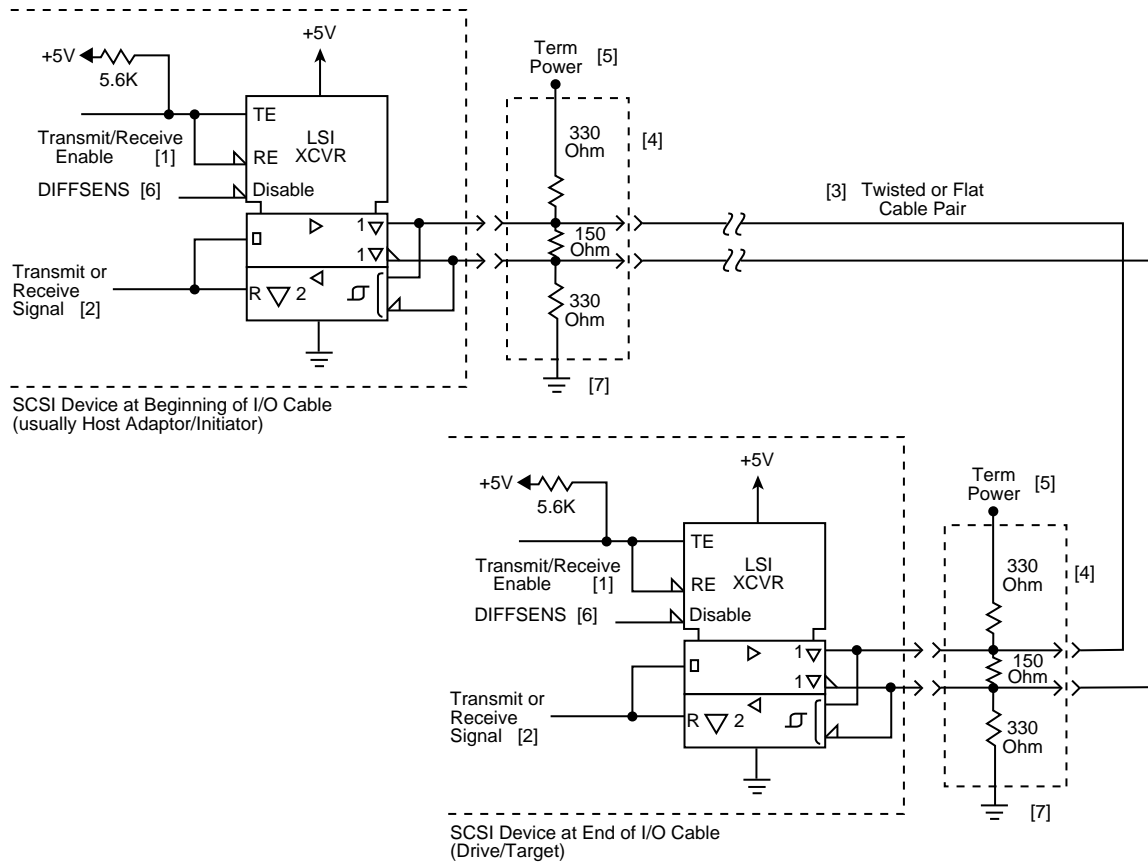 +5V
5.6K
+5V
TE
LSI
XCVR
Transmit/Receive
Enable [1]
RE
DIFFSENS [6]
Disable
1
1
Transmit or
Receive
Signal [2]
R 2
Term
Power [5]
330
Ohm
[4]
150
Ohm
330
Ohm
[7]
[3] Twisted or Flat
Cable Pair
SCSI Device at Beginning of I/O Cable
(usually Host Adaptor/Initiator)
+5V
5.6K
+5V
TE
LSI
XCVR
Transmit/Receive
Enable [1]
RE
DIFFSENS [6]
Disable
1
1
Transmit or
Receive
Signal [2]
R 2
Term
Power [5]
330
Ohm
[4]
150
Ohm
330
Ohm
[7]
SCSI Device at End of I/O Cable
(Drive/Target)